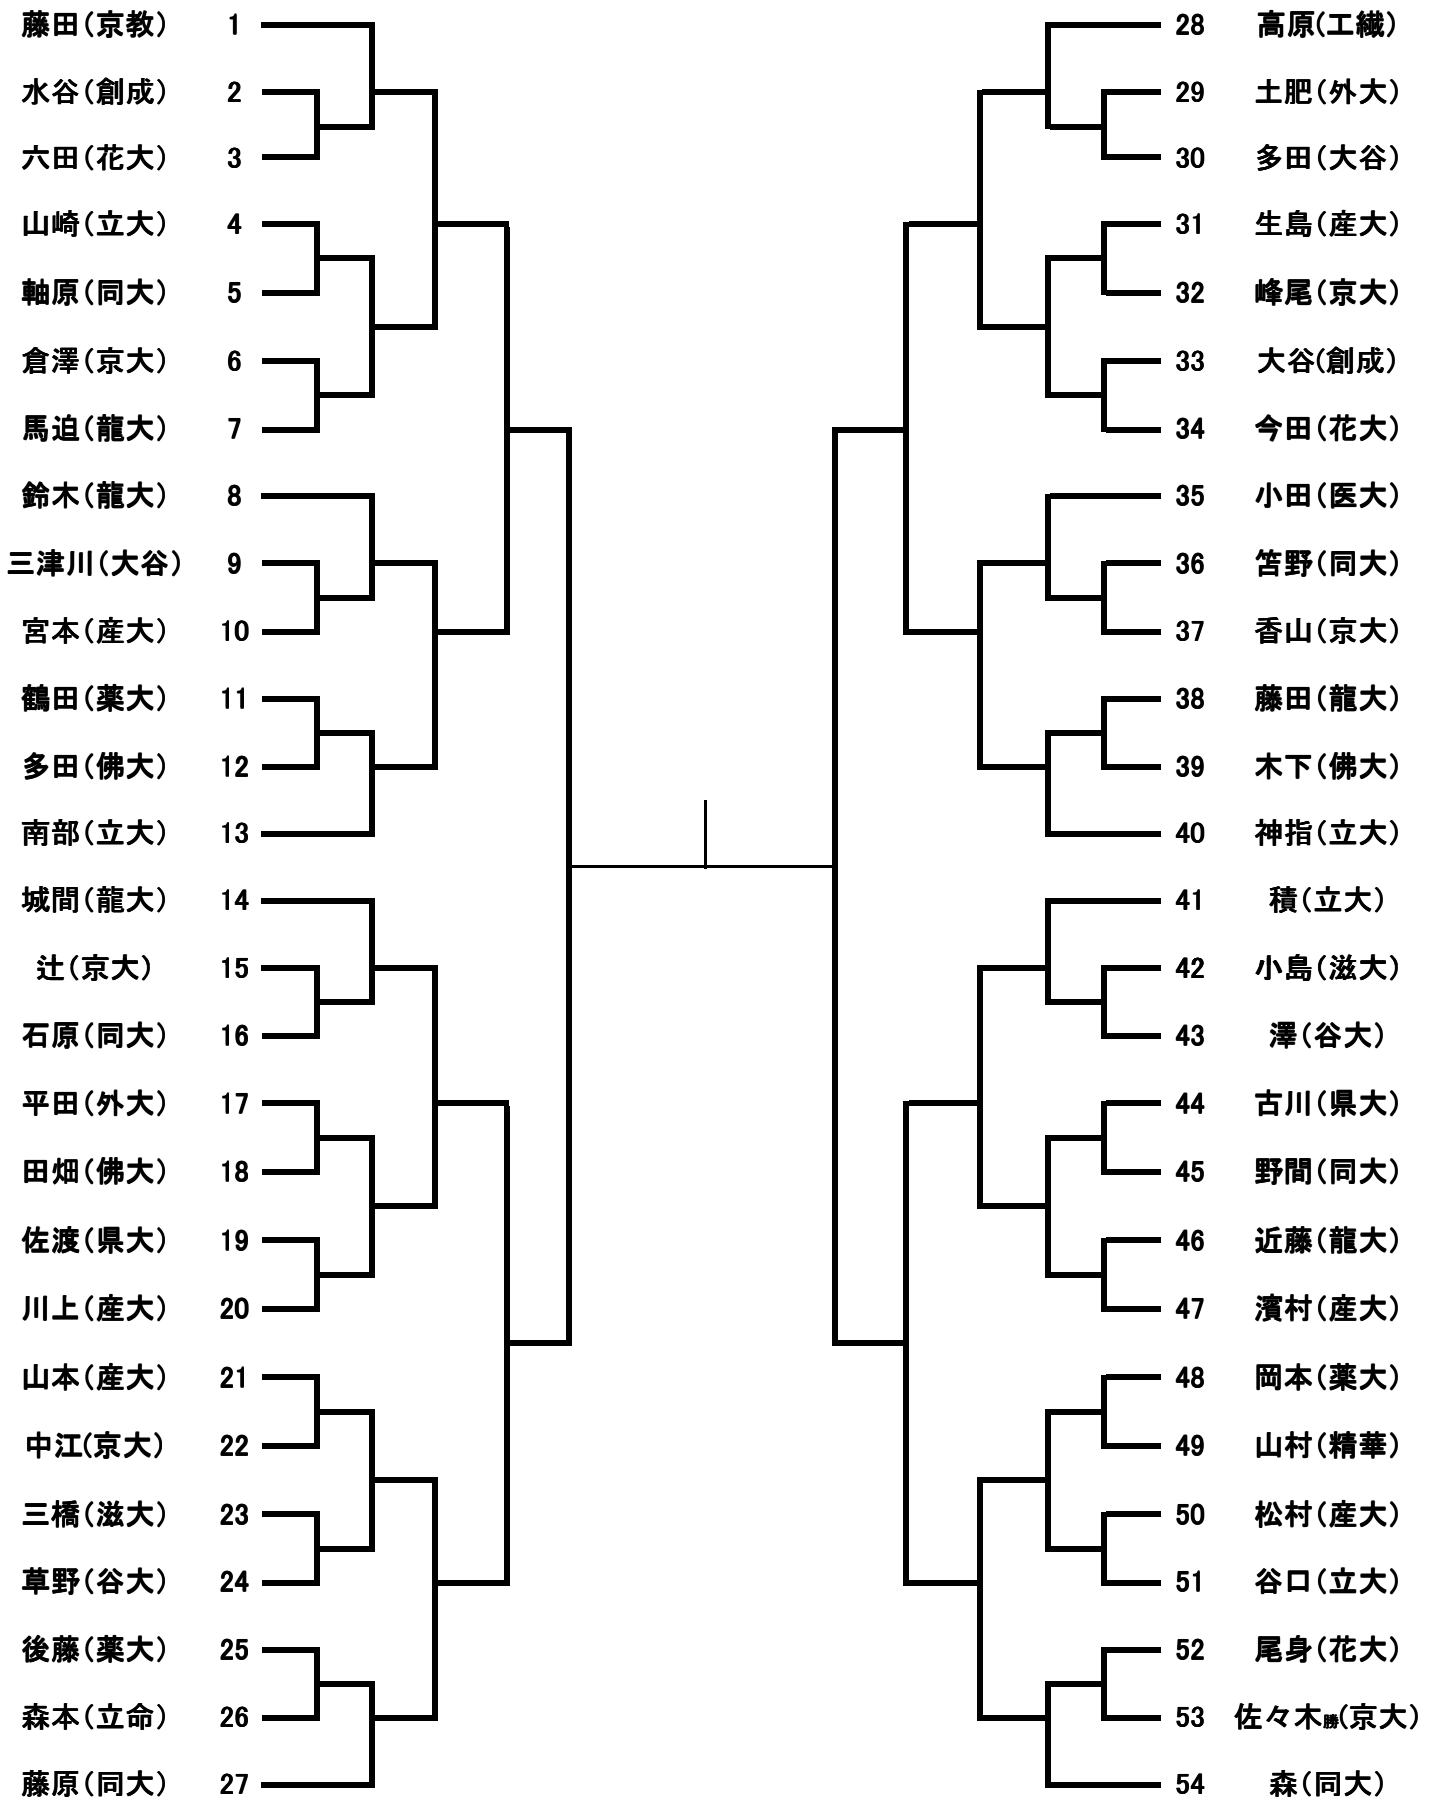 藤田(京教) 1
水谷(創成) 2
六田(花大) 3
山崎(立大) 4
軸原(同大) 5
倉澤(京大) 6
馬迫(龍大) 7
鈴木(龍大) 8
三津川(大谷) 9
宮本(産大) 10
鶴田(薬大) 11
多田(佛大) 12
南部(立大) 13
城間(龍大) 14
辻(京大) 15
石原(同大) 16
平田(外大) 17
田畑(佛大) 18
佐渡(県大) 19
川上(産大) 20
山本(産大) 21
中江(京大) 22
三橋(滋大) 23
草野(谷大) 24
後藤(薬大) 25
森本(立命) 26
藤原(同大) 27
28 高原(工繊)
29 土肥(外大)
30 多田(大谷)
31 生島(産大)
32 峰尾(京大)
33 大谷(創成)
34 今田(花大)
35 小田(医大)
36 笘野(同大)
37 香山(京大)
38 藤田(龍大)
39 木下(佛大)
40 神指(立大)
41 積(立大)
42 小島(滋大)
43 澤(谷大)
44 古川(県大)
45 野間(同大)
46 近藤(龍大)
47 濱村(産大)
48 岡本(薬大)
49 山村(精華)
50 松村(産大)
51 谷口(立大)
52 尾身(花大)
53 佐々木勝(京大)
54 森(同大)